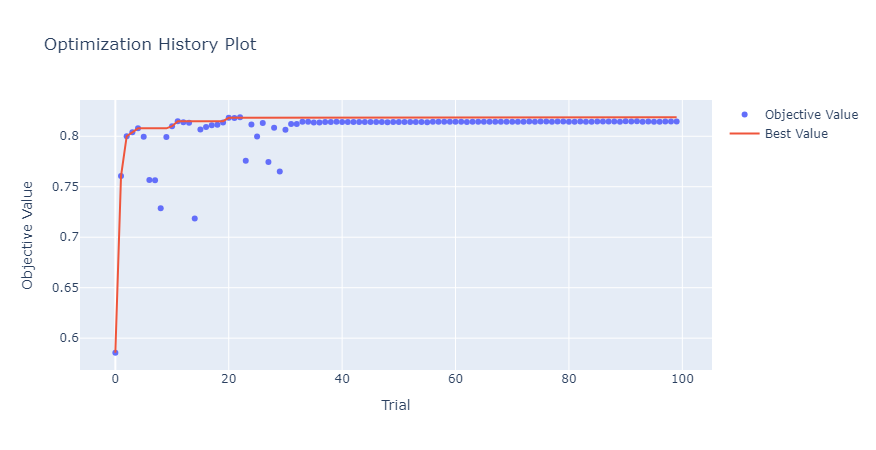 Optimization History Plot
Objective Value
Best Value
0.8
0.75
0.7
0.65
0.6
Objective Value
0
20
40
60
80
100
Trial